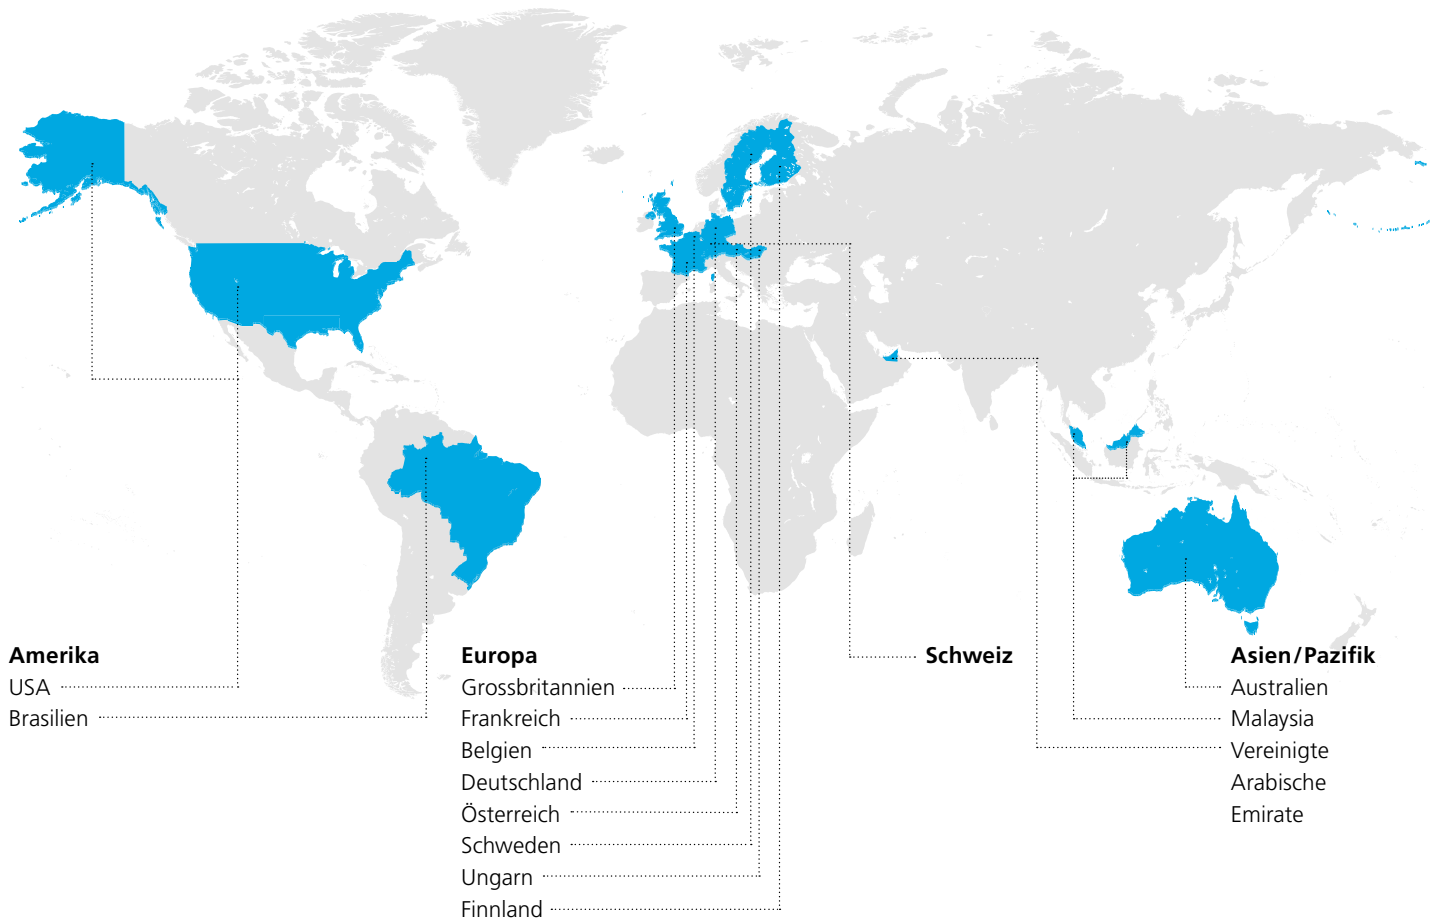 Amerika
USA
Brasilien
Europa
Grossbritannien
Frankreich
Belgien
Deutschland
Österreich
Schweden
Ungarn
Finnland
Schweiz
Asien/Pazifik
Australien
Malaysia
Vereinigte
Arabische
Emirate